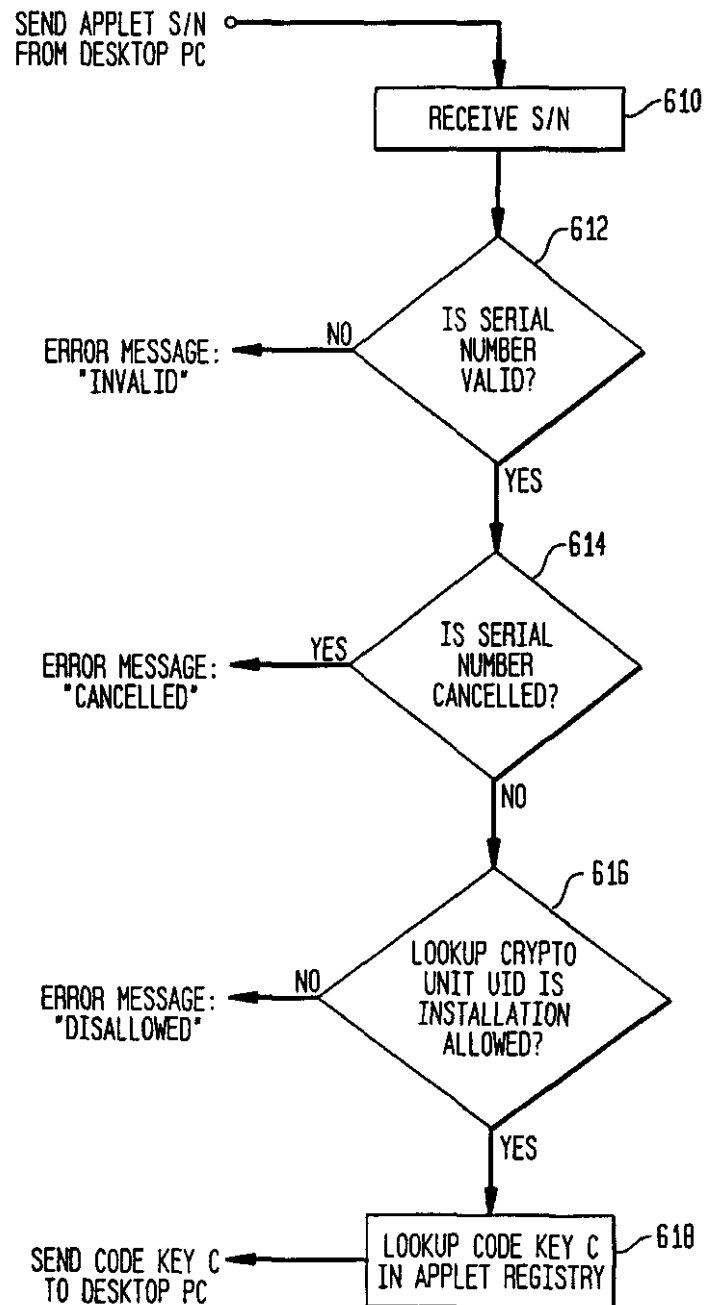 SEND APPLET S/N
FROM DESKTOP PC
RECEIVE S/N
610
612
IS SERIAL
NUMBER
VALID?
NO
ERROR MESSAGE:
"INVALID"
YES
614
IS SERIAL
NUMBER
CANCELLED?
YES
ERROR MESSAGE:
"CANCELLED"
NO
616
LOOKUP CRYPTO
UNIT UID IS
INSTALLATION
ALLOWED?
NO
ERROR MESSAGE:
"DISALLOWED"
YES
618
LOOKUP CODE KEY C
IN APPLET REGISTRY
SEND CODE KEY C
TO DESKTOP PC